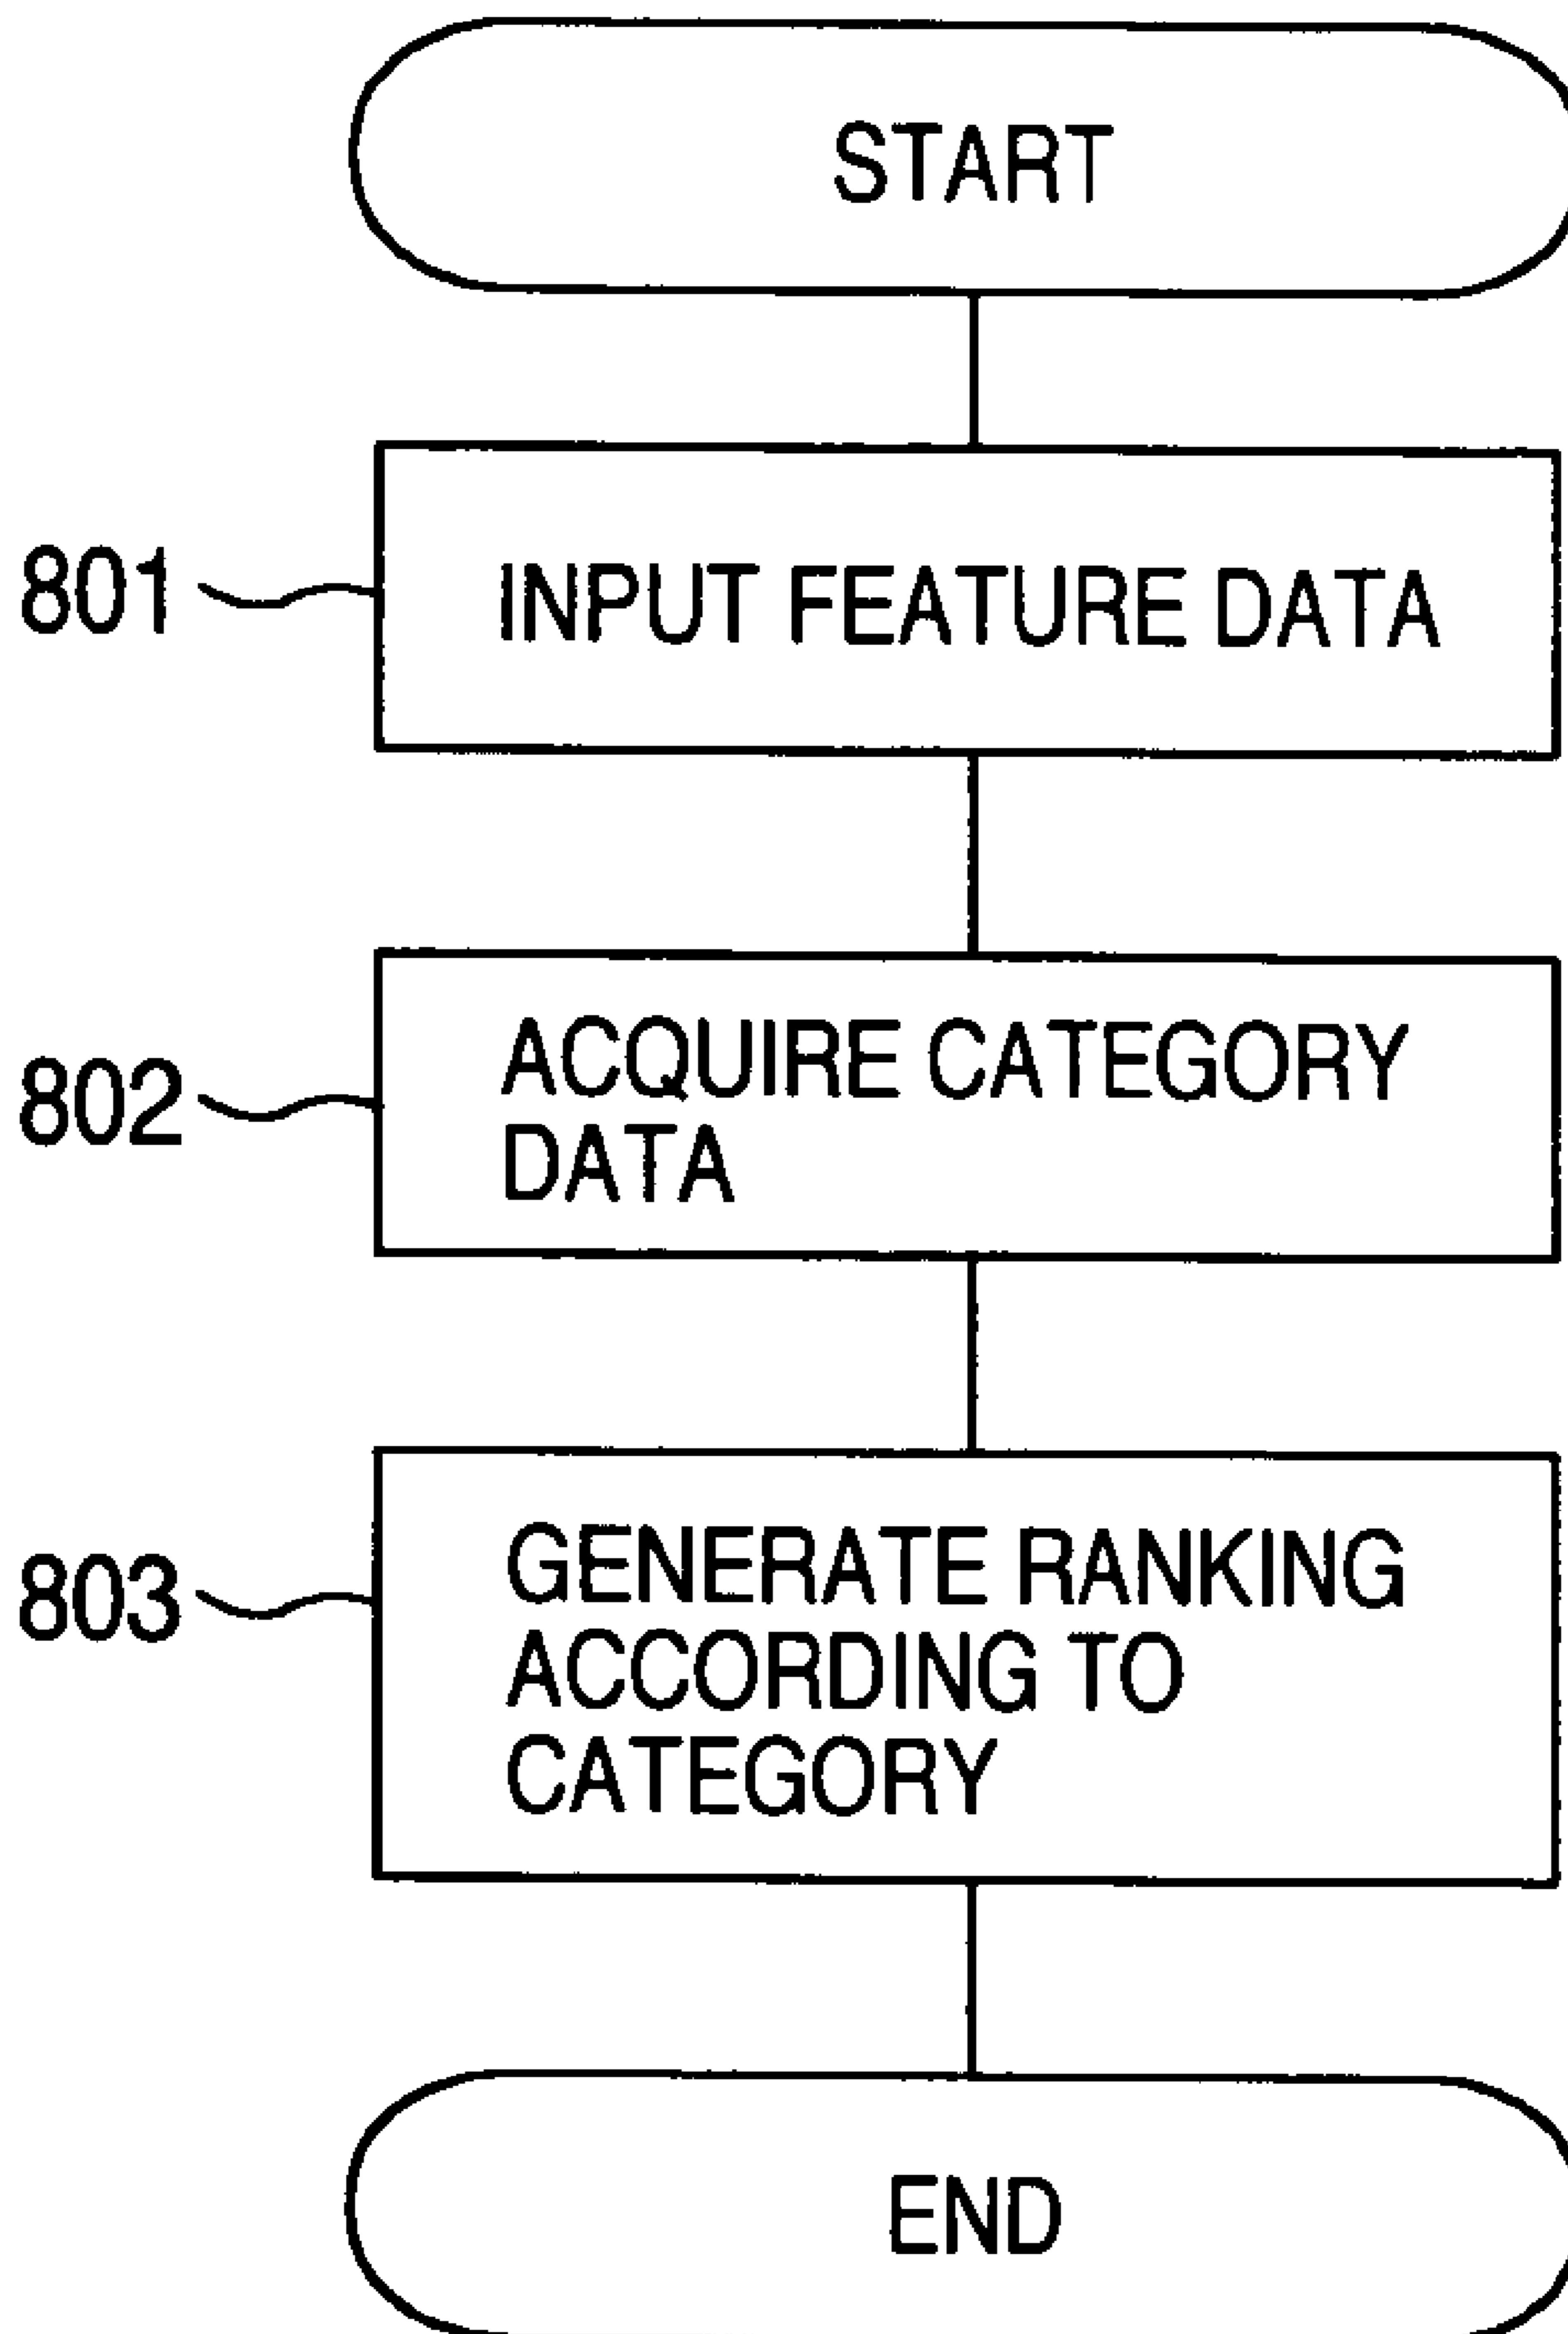 START
801
INPUT FEATURE DATA
802
ACQUIRE CATEGORY
DATA
803
GENERATE RANKING
ACCORDING TO
CATEGORY
END